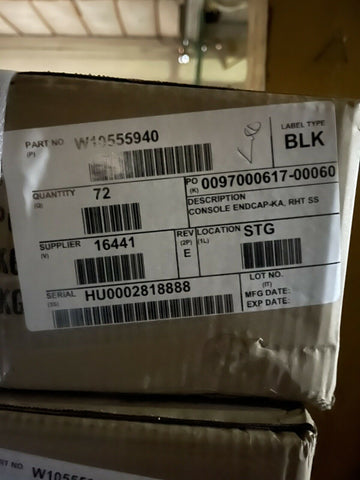 PART NO W10555940
(P)
LABEL TYPE
BLK
QUANTITY 72
(Q)
PO 0097000617-00060
(K)
DESCRIPTION
CONSOLE ENDCAP-KA, RHT SS
SUPPLIER 16441
(V)
REV
(2P)
E
LOCATION STG
(1L)
SERIAL HU0002818888
(3S)
LOT NO.
(1T)
MFG DATE:
EXP DATE: